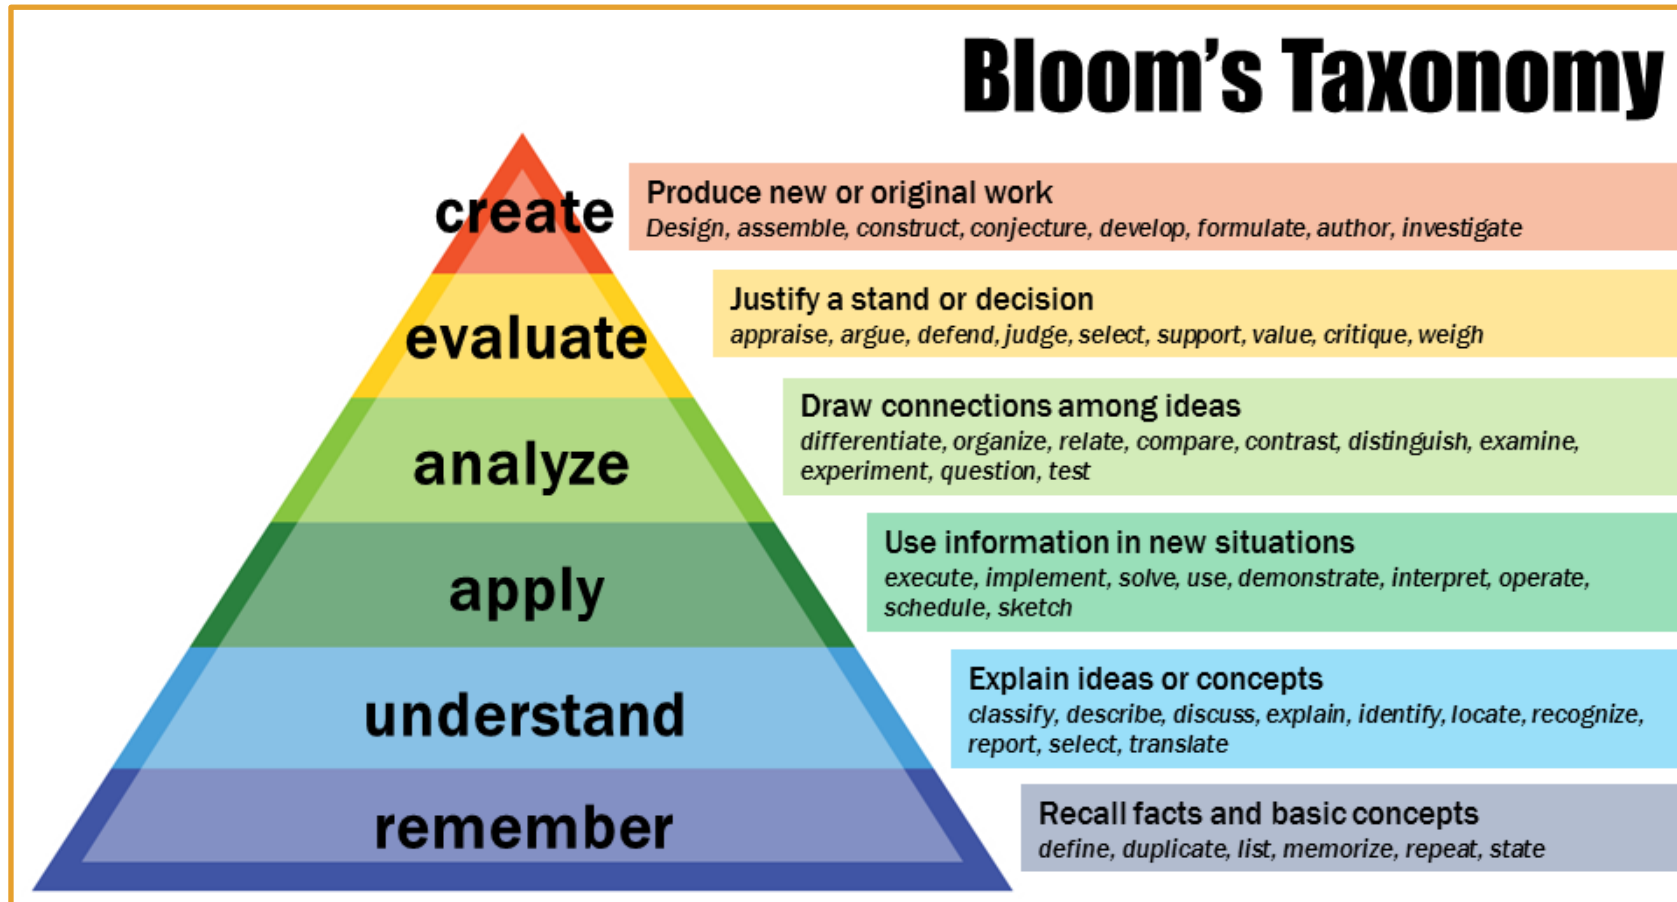 Bloom's Taxonomy
create
Produce new or original work
Design, assemble, construct, conjecture, develop, formulate, author, investigate
evaluate
Justify a stand or decision
appraise, argue, defend, judge, select, support, value, critique, weigh
analyze
Draw connections among ideas
differentiate, organize, relate, compare, contrast, distinguish, examine,
experiment, question, test
apply
Use information in new situations
execute, implement, solve, use, demonstrate, interpret, operate,
schedule, sketch
understand
Explain ideas or concepts
classify, describe, discuss, explain, identify, locate, recognize,
report, select, translate
remember
Recall facts and basic concepts
define, duplicate, list, memorize, repeat, state